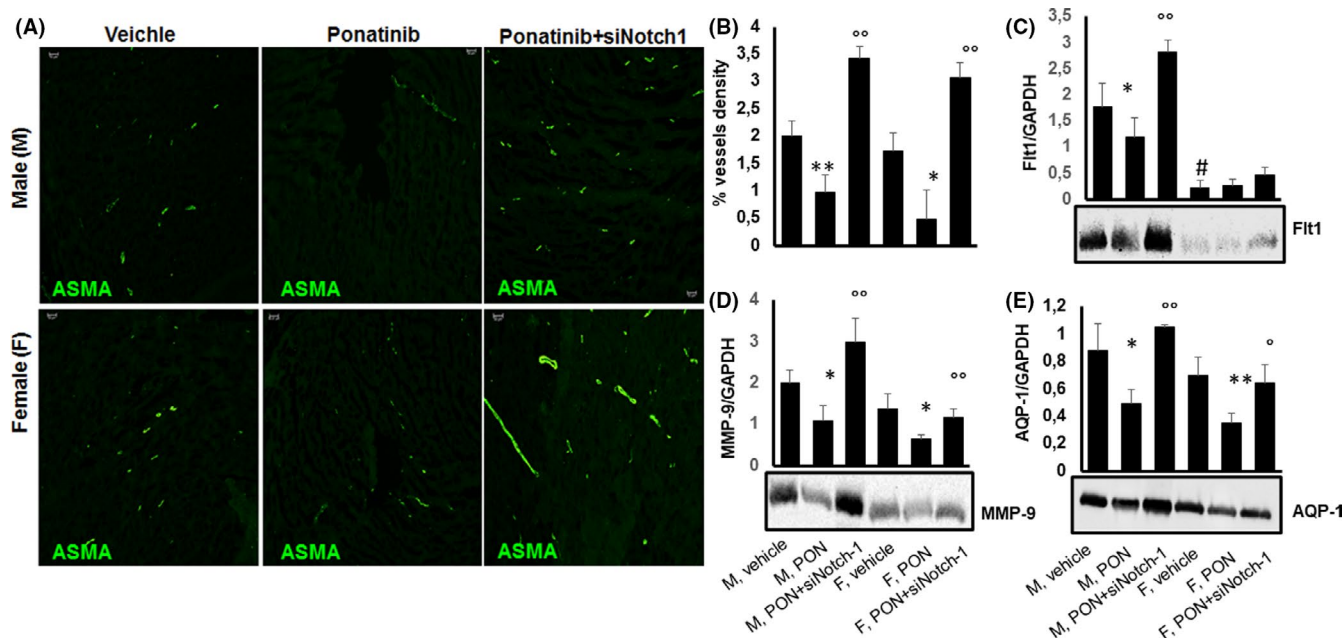 (A)
Veichle
Ponatinib
Ponatinib+siNotch1
Male (M)
ASMA
ASMA
ASMA
Female (F)
ASMA
ASMA
ASMA
(B)
% vessels density
4
3,5
3
2,5
2
1,5
1
0,5
0
**
°°
*
°°
(C)
Flt1/GAPDH
3,5
3
2,5
2
1,5
1
0,5
0
*
°°
#
Flt1
(D)
MMP-9/GAPDH
4
3
2
1
0
*
°°
*
°°
MMP-9
M, vehicle
M, PON
M, PON+siNotch-1
F, vehicle
F, PON
F, PON+siNotch-1
(E)
AQP-1/GAPDH
1,2
1
0,8
0,6
0,4
0,2
0
*
°°
**
°
AQP-1
M, vehicle
M, PON
M, PON+siNotch-1
F, vehicle
F, PON
F, PON+siNotch-1